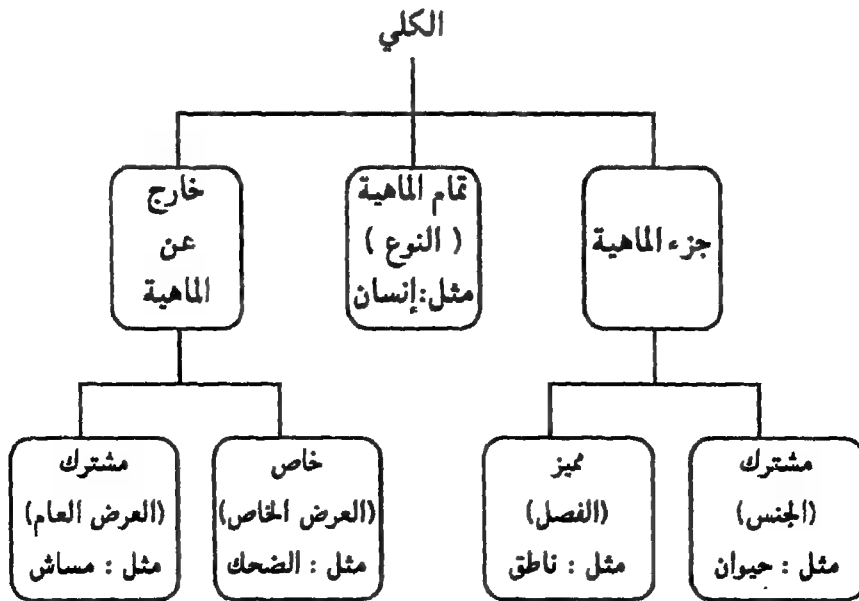 الكلي
جزء الماهية
تمام الماهية
( النوع )
مثل:إنسان
خارج
عن
الماهية
مشترك
(الجنس)
مثل : حيوان
مميز
(الفصل)
مثل : ناطق
خاص
(العرض الخاص)
مثل : الضحك
مشترك
(العرض العام)
مثل : مساش